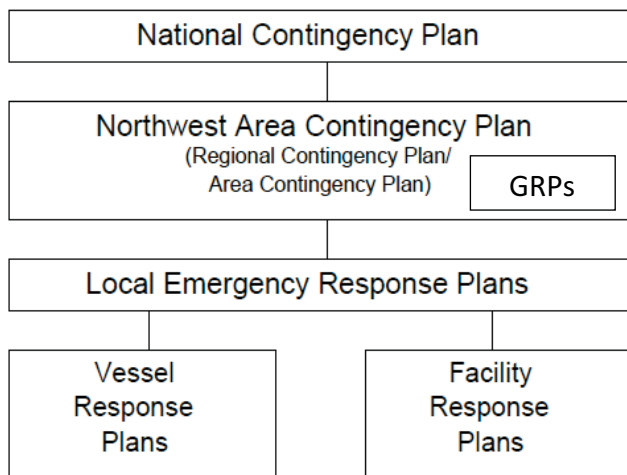 National Contingency Plan
Northwest Area Contingency Plan
(Regional Contingency Plan/
Area Contingency Plan)
GRPs
Local Emergency Response Plans
Vessel
Response
Plans
Facility
Response
Plans